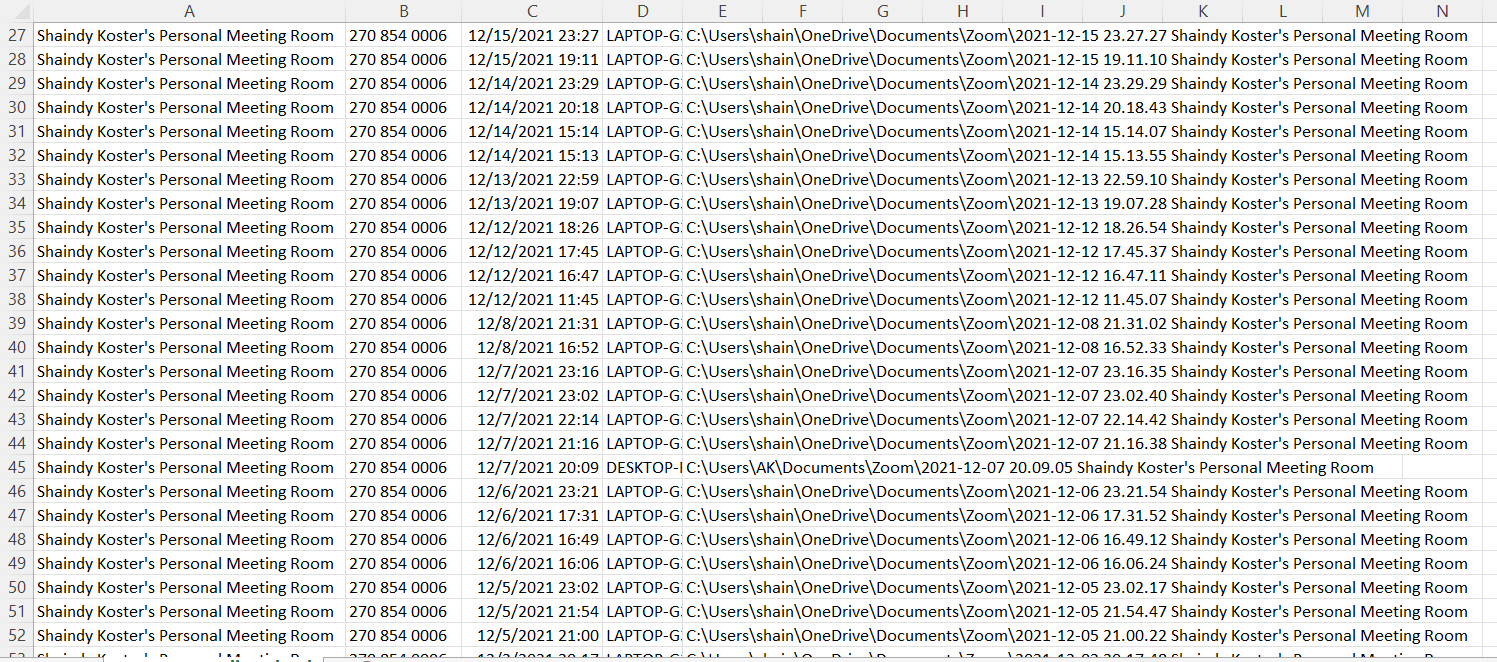 A B C D E F G H I J K L M N
27 Shaindy Koster's Personal Meeting Room 270 854 0006 12/15/2021 23:27 LAPTOP-G C:\Users\shain\OneDrive\Documents\Zoom\2021-12-15 23.27.27 Shaindy Koster's Personal Meeting Room
28 Shaindy Koster's Personal Meeting Room 270 854 0006 12/15/2021 19:11 LAPTOP-G C:\Users\shain\OneDrive\Documents\Zoom\2021-12-15 19.11.10 Shaindy Koster's Personal Meeting Room
29 Shaindy Koster's Personal Meeting Room 270 854 0006 12/14/2021 23:29 LAPTOP-G C:\Users\shain\OneDrive\Documents\Zoom\2021-12-14 23.29.29 Shaindy Koster's Personal Meeting Room
30 Shaindy Koster's Personal Meeting Room 270 854 0006 12/14/2021 20:18 LAPTOP-G C:\Users\shain\OneDrive\Documents\Zoom\2021-12-14 20.18.43 Shaindy Koster's Personal Meeting Room
31 Shaindy Koster's Personal Meeting Room 270 854 0006 12/14/2021 15:14 LAPTOP-G C:\Users\shain\OneDrive\Documents\Zoom\2021-12-14 15.14.07 Shaindy Koster's Personal Meeting Room
32 Shaindy Koster's Personal Meeting Room 270 854 0006 12/14/2021 15:13 LAPTOP-G C:\Users\shain\OneDrive\Documents\Zoom\2021-12-14 15.13.55 Shaindy Koster's Personal Meeting Room
33 Shaindy Koster's Personal Meeting Room 270 854 0006 12/13/2021 22:59 LAPTOP-G C:\Users\shain\OneDrive\Documents\Zoom\2021-12-13 22.59.10 Shaindy Koster's Personal Meeting Room
34 Shaindy Koster's Personal Meeting Room 270 854 0006 12/13/2021 19:07 LAPTOP-G C:\Users\shain\OneDrive\Documents\Zoom\2021-12-13 19.07.28 Shaindy Koster's Personal Meeting Room
35 Shaindy Koster's Personal Meeting Room 270 854 0006 12/12/2021 18:26 LAPTOP-G C:\Users\shain\OneDrive\Documents\Zoom\2021-12-12 18.26.54 Shaindy Koster's Personal Meeting Room
36 Shaindy Koster's Personal Meeting Room 270 854 0006 12/12/2021 17:45 LAPTOP-G C:\Users\shain\OneDrive\Documents\Zoom\2021-12-12 17.45.37 Shaindy Koster's Personal Meeting Room
37 Shaindy Koster's Personal Meeting Room 270 854 0006 12/12/2021 16:47 LAPTOP-G C:\Users\shain\OneDrive\Documents\Zoom\2021-12-12 16.47.11 Shaindy Koster's Personal Meeting Room
38 Shaindy Koster's Personal Meeting Room 270 854 0006 12/12/2021 11:45 LAPTOP-G C:\Users\shain\OneDrive\Documents\Zoom\2021-12-12 11.45.07 Shaindy Koster's Personal Meeting Room
39 Shaindy Koster's Personal Meeting Room 270 854 0006 12/8/2021 21:31 LAPTOP-G C:\Users\shain\OneDrive\Documents\Zoom\2021-12-08 21.31.02 Shaindy Koster's Personal Meeting Room
40 Shaindy Koster's Personal Meeting Room 270 854 0006 12/8/2021 16:52 LAPTOP-G C:\Users\shain\OneDrive\Documents\Zoom\2021-12-08 16.52.33 Shaindy Koster's Personal Meeting Room
41 Shaindy Koster's Personal Meeting Room 270 854 0006 12/7/2021 23:16 LAPTOP-G C:\Users\shain\OneDrive\Documents\Zoom\2021-12-07 23.16.35 Shaindy Koster's Personal Meeting Room
42 Shaindy Koster's Personal Meeting Room 270 854 0006 12/7/2021 23:02 LAPTOP-G C:\Users\shain\OneDrive\Documents\Zoom\2021-12-07 23.02.40 Shaindy Koster's Personal Meeting Room
43 Shaindy Koster's Personal Meeting Room 270 854 0006 12/7/2021 22:14 LAPTOP-G C:\Users\shain\OneDrive\Documents\Zoom\2021-12-07 22.14.42 Shaindy Koster's Personal Meeting Room
44 Shaindy Koster's Personal Meeting Room 270 854 0006 12/7/2021 21:16 LAPTOP-G C:\Users\shain\OneDrive\Documents\Zoom\2021-12-07 21.16.38 Shaindy Koster's Personal Meeting Room
45 Shaindy Koster's Personal Meeting Room 270 854 0006 12/7/2021 20:09 DESKTOP- C:\Users\AK\Documents\Zoom\2021-12-07 20.09.05 Shaindy Koster's Personal Meeting Room
46 Shaindy Koster's Personal Meeting Room 270 854 0006 12/6/2021 23:21 LAPTOP-G C:\Users\shain\OneDrive\Documents\Zoom\2021-12-06 23.21.54 Shaindy Koster's Personal Meeting Room
47 Shaindy Koster's Personal Meeting Room 270 854 0006 12/6/2021 17:31 LAPTOP-G C:\Users\shain\OneDrive\Documents\Zoom\2021-12-06 17.31.52 Shaindy Koster's Personal Meeting Room
48 Shaindy Koster's Personal Meeting Room 270 854 0006 12/6/2021 16:49 LAPTOP-G C:\Users\shain\OneDrive\Documents\Zoom\2021-12-06 16.49.12 Shaindy Koster's Personal Meeting Room
49 Shaindy Koster's Personal Meeting Room 270 854 0006 12/6/2021 16:06 LAPTOP-G C:\Users\shain\OneDrive\Documents\Zoom\2021-12-06 16.06.24 Shaindy Koster's Personal Meeting Room
50 Shaindy Koster's Personal Meeting Room 270 854 0006 12/5/2021 23:02 LAPTOP-G C:\Users\shain\OneDrive\Documents\Zoom\2021-12-05 23.02.17 Shaindy Koster's Personal Meeting Room
51 Shaindy Koster's Personal Meeting Room 270 854 0006 12/5/2021 21:54 LAPTOP-G C:\Users\shain\OneDrive\Documents\Zoom\2021-12-05 21.54.47 Shaindy Koster's Personal Meeting Room
52 Shaindy Koster's Personal Meeting Room 270 854 0006 12/5/2021 21:00 LAPTOP-G C:\Users\shain\OneDrive\Documents\Zoom\2021-12-05 21.00.22 Shaindy Koster's Personal Meeting Room